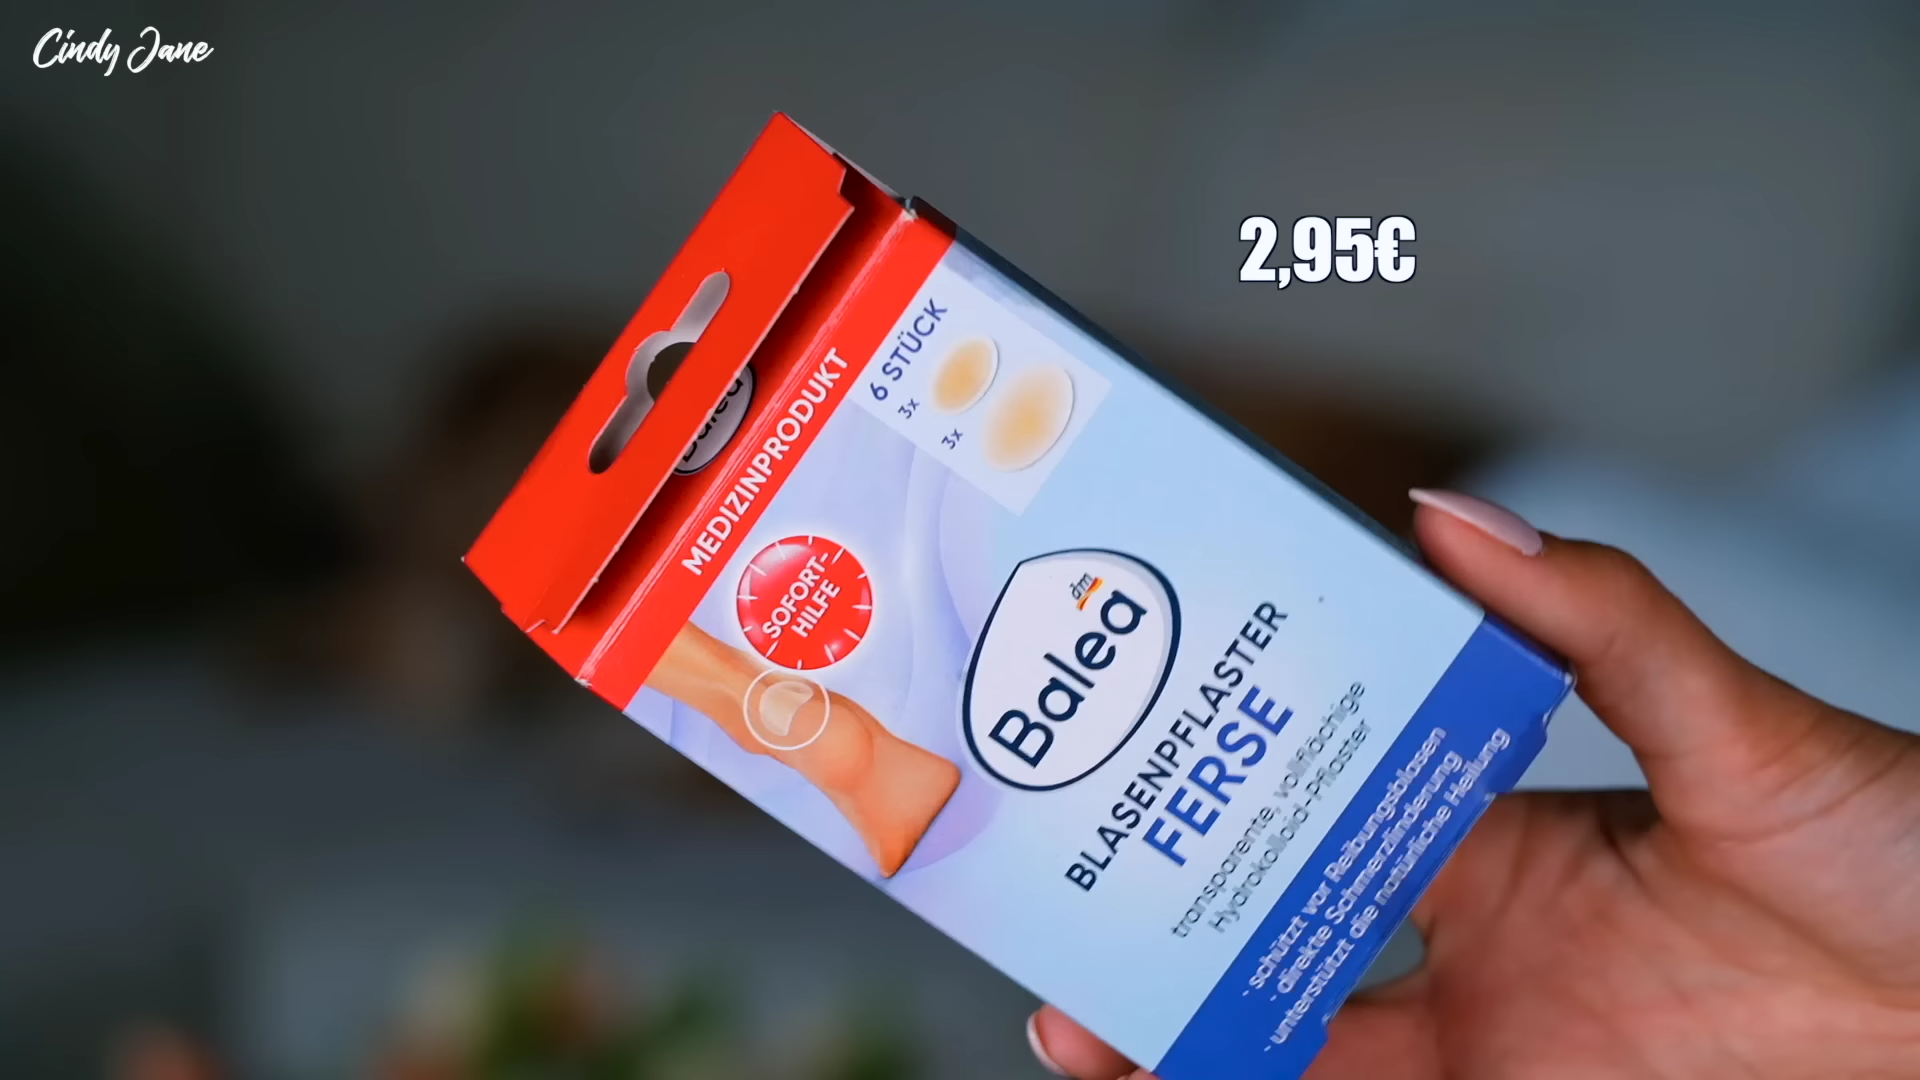 Cindy Jane
2,95€
MEDIZINPRODUKT
6 STÜCK
3x
3x
SOFORT-
HILFE
dm
Balea
BLASENPFLASTER
FERSE
transparente, vollflächige
Hydrokolloid-Pflaster
- schützt vor Reibungsblasen
- direkte Schmerzlinderung
- unterstützt die natürliche Heilung